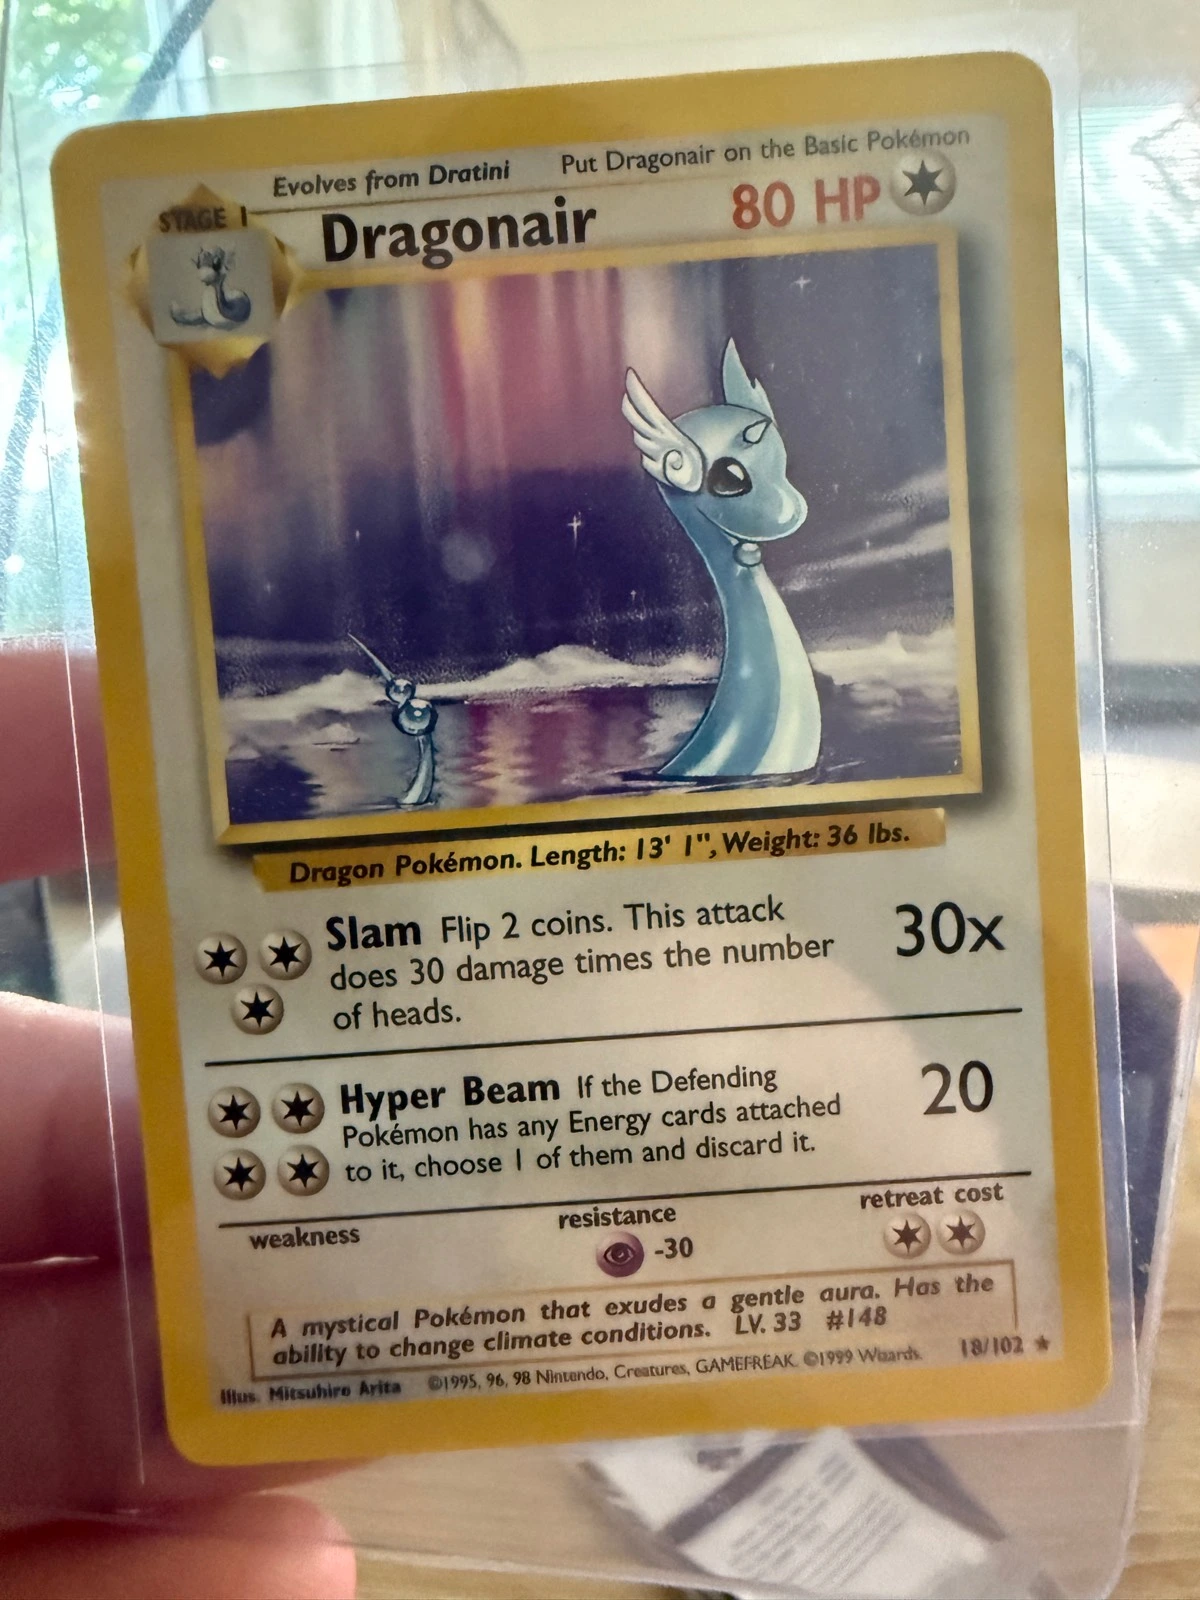 Evolves from Dratini Put Dragonair on the Basic Pokémon
STAGE 1
Dragonair 80 HP
Dragon Pokémon. Length: 13' 1", Weight: 36 lbs.
Slam Flip 2 coins. This attack
does 30 damage times the number
of heads.
30x
Hyper Beam If the Defending
Pokémon has any Energy cards attached
to it, choose 1 of them and discard it.
20
weakness
resistance
-30
retreat cost
A mystical Pokémon that exudes a gentle aura. Has the
ability to change climate conditions. LV. 33 #148
Illus. Mitsuhiro Arita ©1995, 96, 98 Nintendo, Creatures, GAMEFREAK. ©1999 Wizards. 18/102 ★